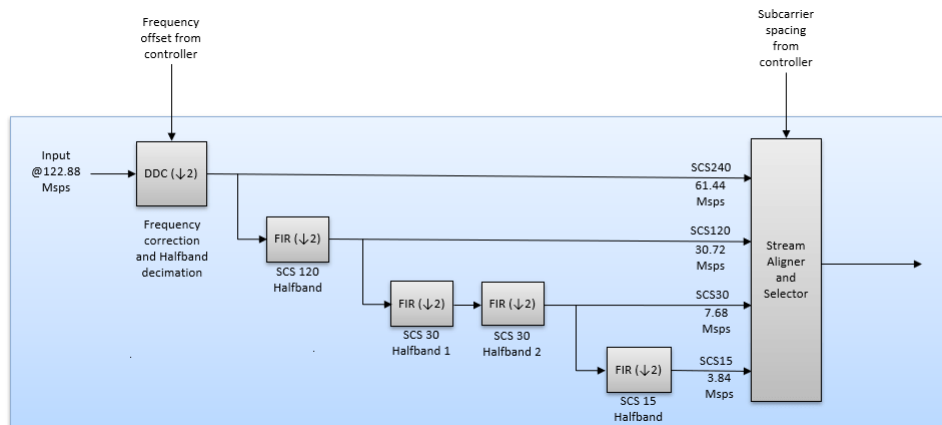 Frequency
offset from
controller
Subcarrier
spacing
from
controller
Input
@122.88
Msps
DDC (↓2)
Frequency
correction
and Halfband
decimation
SCS240
61.44
Msps
FIR (↓2)
SCS 120
Halfband
SCS120
30.72
Msps
Stream
Aligner
and
Selector
FIR (↓2)
SCS 30
Halfband 1
FIR (↓2)
SCS 30
Halfband 2
SCS30
7.68
Msps
FIR (↓2)
SCS 15
Halfband
SCS15
3.84
Msps